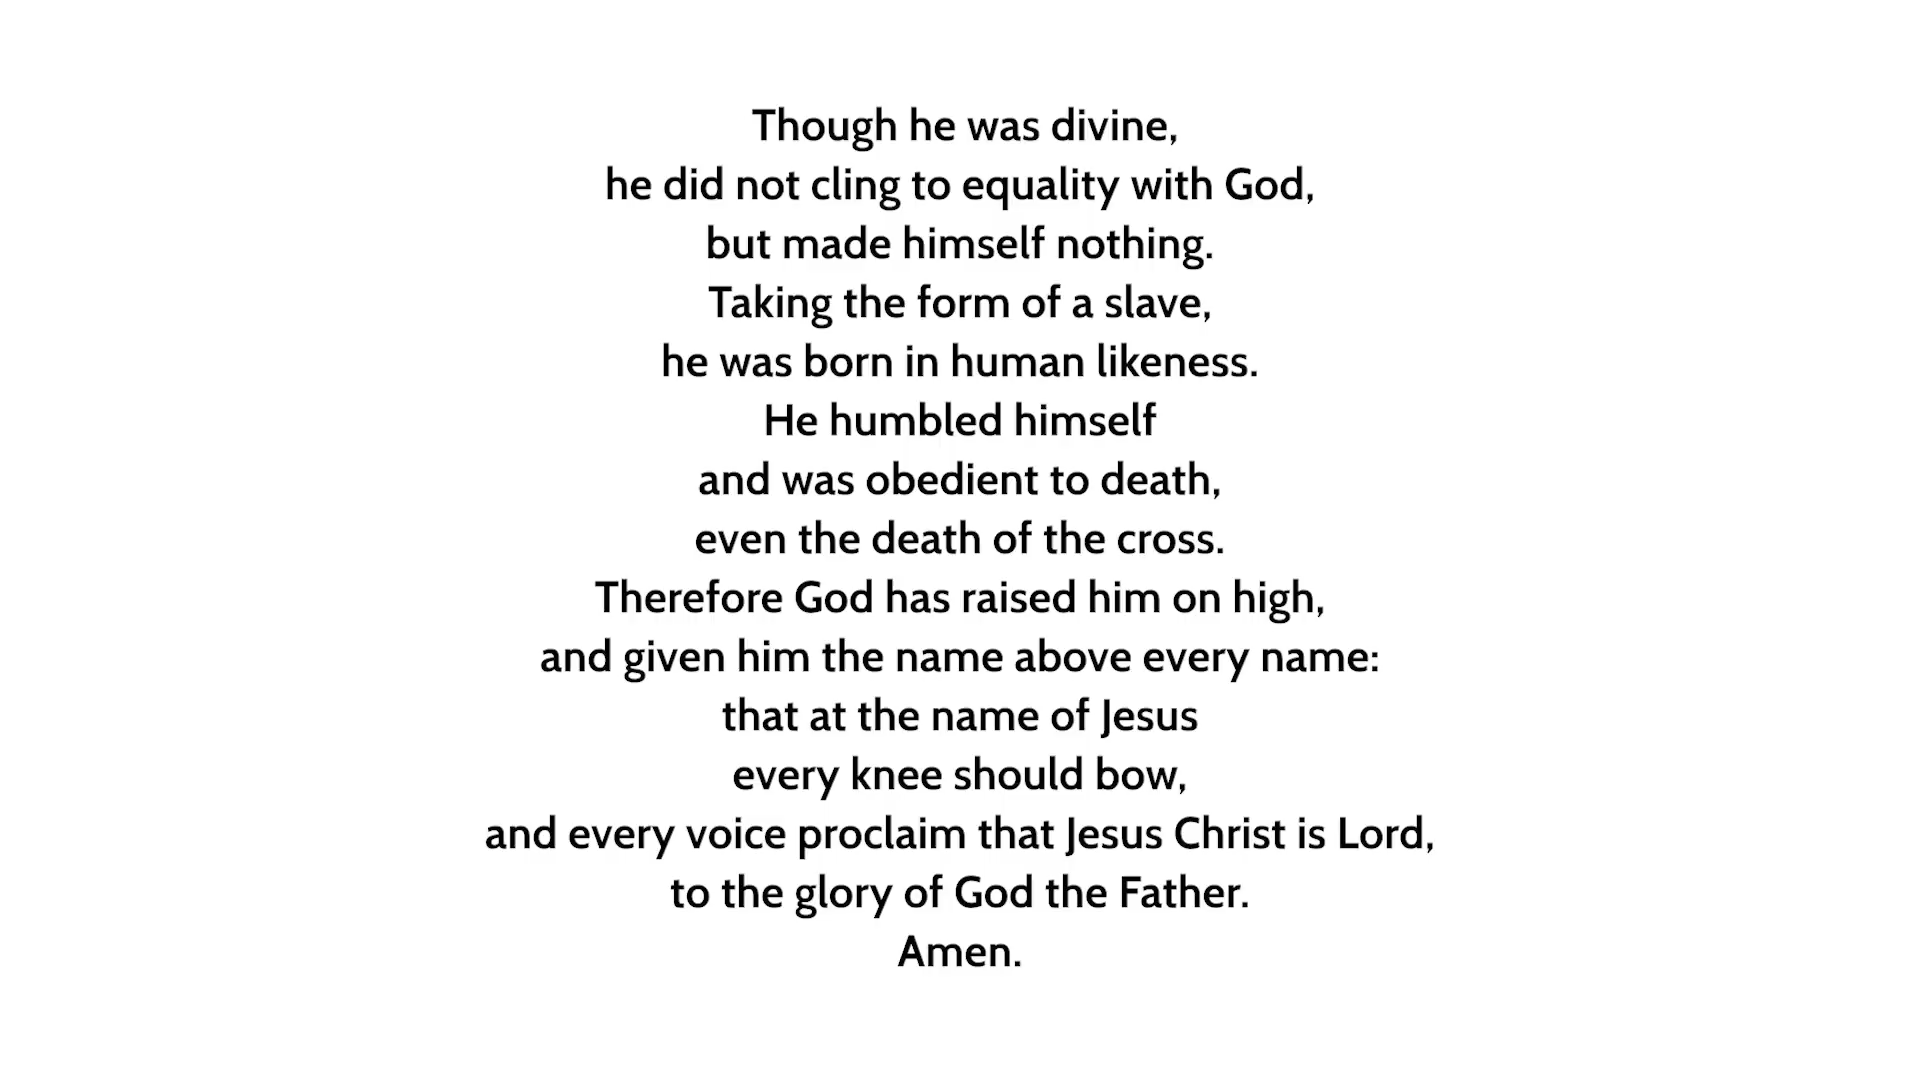 Though he was divine,
he did not cling to equality with God,
but made himself nothing.
Taking the form of a slave,
he was born in human likeness.
He humbled himself
and was obedient to death,
even the death of the cross.
Therefore God has raised him on high,
and given him the name above every name:
that at the name of Jesus
every knee should bow,
and every voice proclaim that Jesus Christ is Lord,
to the glory of God the Father.
Amen.